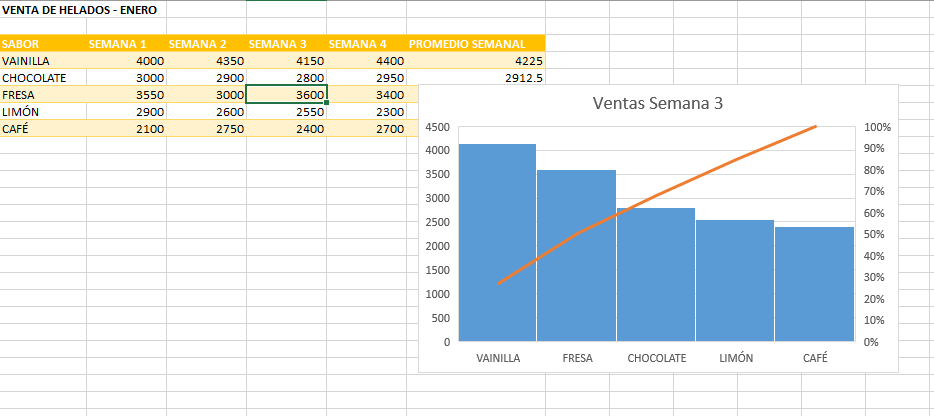 VENTA DE HELADOS - ENERO
SABOR SEMANA 1 SEMANA 2 SEMANA 3 SEMANA 4 PROMEDIO SEMANAL
VAINILLA 4000 4350 4150 4400 4225
CHOCOLATE 3000 2900 2800 2950 2912.5
FRESA 3550 3000 3600 3400
LIMÓN 2900 2600 2550 2300
CAFÉ 2100 2750 2400 2700
Ventas Semana 3
4500 100%
4000 90%
3500 80%
3000 70%
2500 60%
2000 50%
1500 40%
1000 30%
500 20%
0 10%
0%
VAINILLA FRESA CHOCOLATE LIMÓN CAFÉ